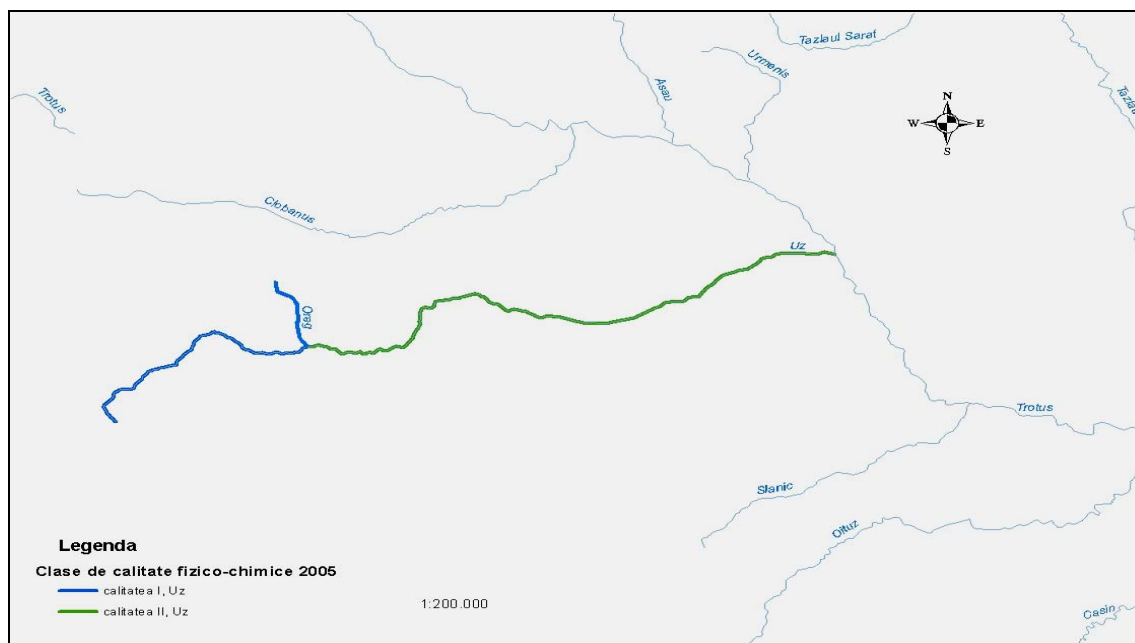 Tazlaul Sarat
Urmenis
Asau
Trotus
Tazlau
N
W
E
S
Ciobanus
Uz
Oreg
Trotus
Slanic
Oituz
Legenda
Clase de calitate fizico-chimice 2005
calitatea I, Uz
calitatea II, Uz
1:200.000
Casin